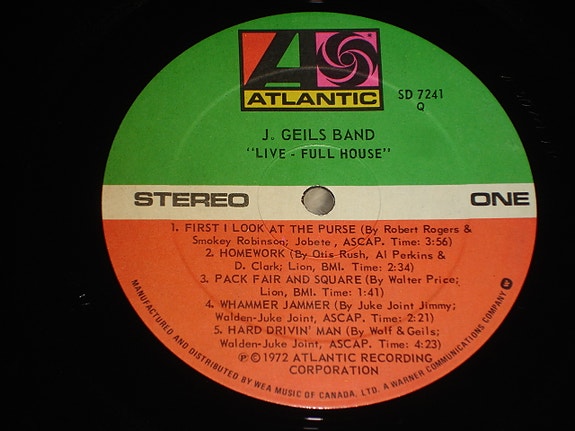 ATLANTIC
SD 7241
Q
J. GEILS BAND
"LIVE - FULL HOUSE"
STEREO
ONE
1. FIRST I LOOK AT THE PURSE (By Robert Rogers &
Smokey Robinson; Jobete, ASCAP. Time: 3:56)
2. HOMEWORK (By Otis Rush, Al Perkins &
D. Clark; Lion, BMI. Time: 2:34)
3. PACK FAIR AND SQUARE (By Walter Price;
Lion, BMI. Time: 1:41)
4. WHAMMER JAMMER (By Juke Joint Jimmy;
Walden-Juke Joint, ASCAP. Time: 2:21)
5. HARD DRIVIN' MAN (By Wolf & Geils;
Walden-Juke Joint, ASCAP. Time: 4:23)
℗ © 1972 ATLANTIC RECORDING
CORPORATION
MANUFACTURED AND DISTRIBUTED BY WEA MUSIC OF CANADA, LTD. A WARNER COMMUNICATIONS COMPANY